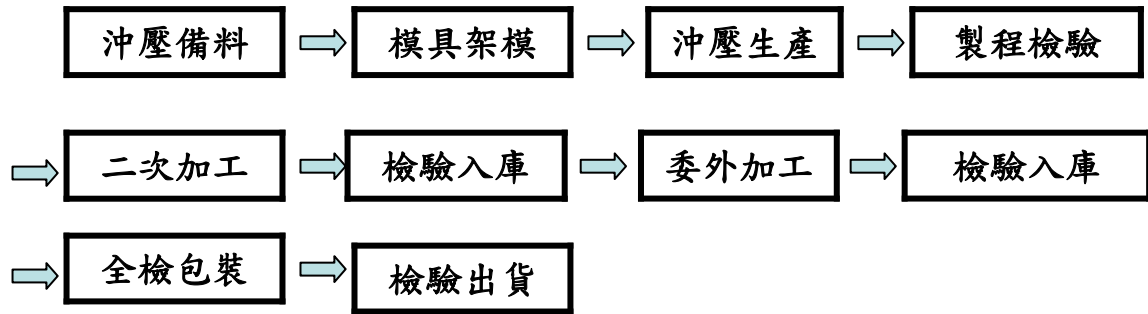 沖壓備料 模具架模 沖壓生產 製程檢驗
二次加工 檢驗入庫 委外加工 檢驗入庫
全檢包裝 檢驗出貨